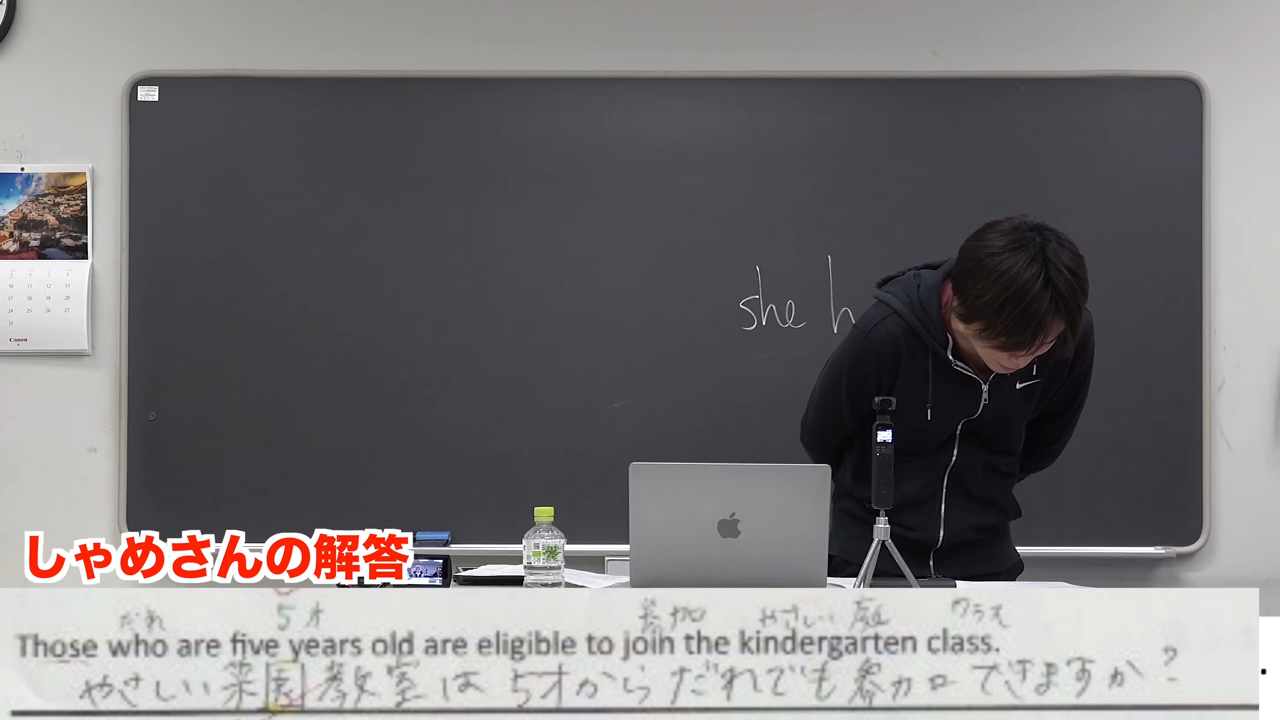 she h
しゃめさんの解答
だれ 5才 参加 やさしい 庭 クラス
Those who are five years old are eligible to join the kindergarten class.
やさしい菜園教室は5才からだれでも参加できますか?
Canon